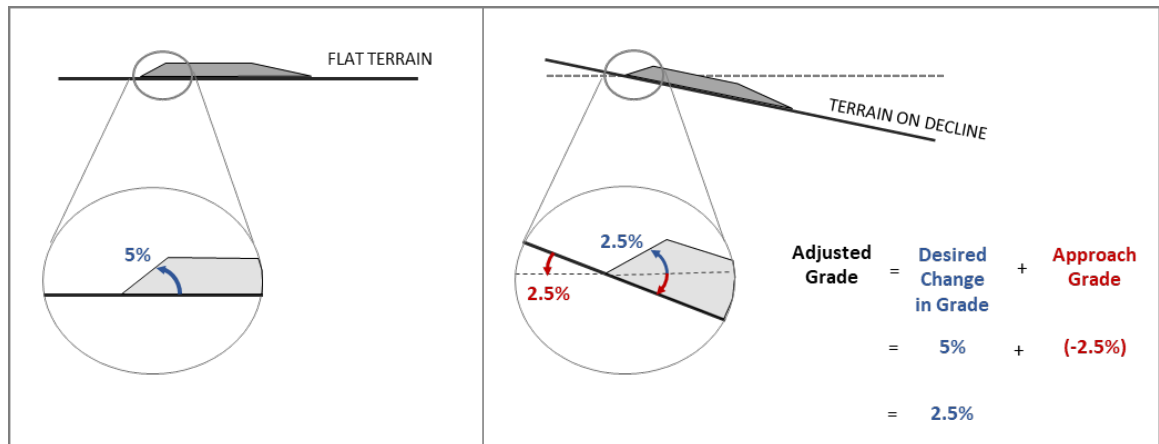 FLAT TERRAIN
5%
TERRAIN ON DECLINE
2.5%
2.5%
Adjusted
Grade
=
Desired
Change
in Grade
+
Approach
Grade
= 5% + (-2.5%)
= 2.5%